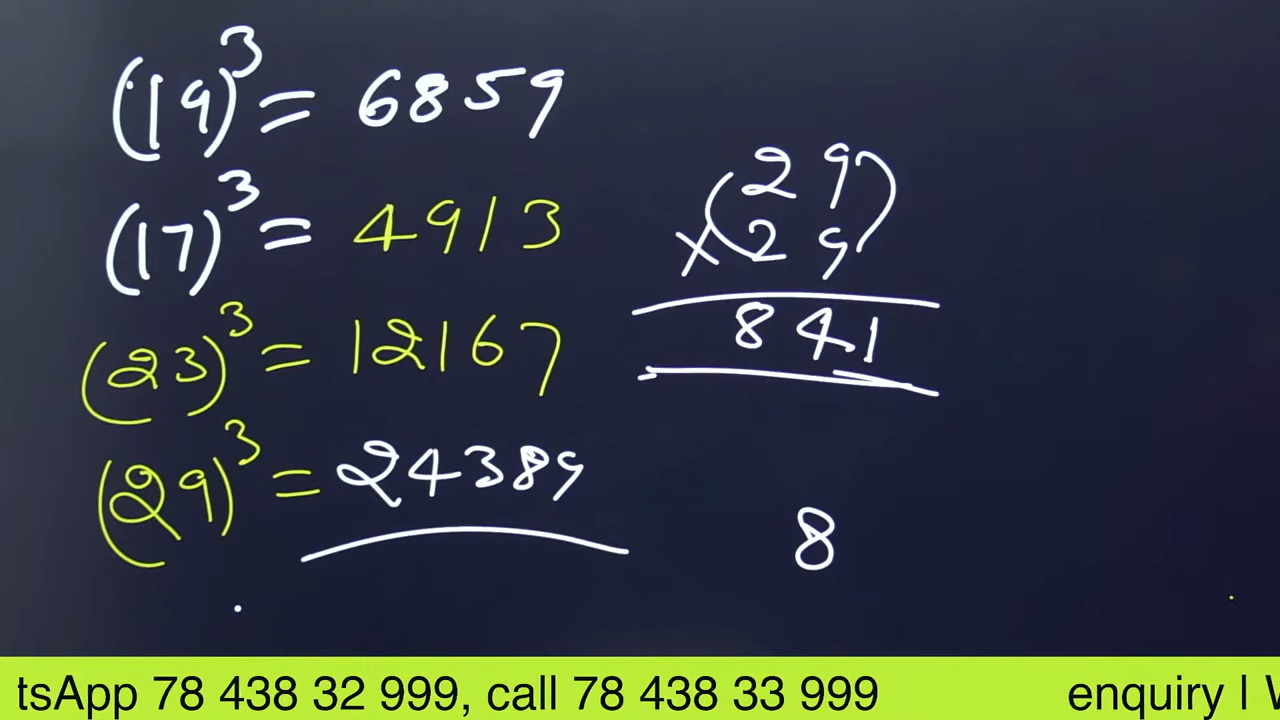 (19)³ = 6859
(17)³ = 4913
(23)³ = 12167
(29)³ = 24389
(29)
×(29)
841
8
tsApp 78 438 32 999, call 78 438 33 999 enquiry I W